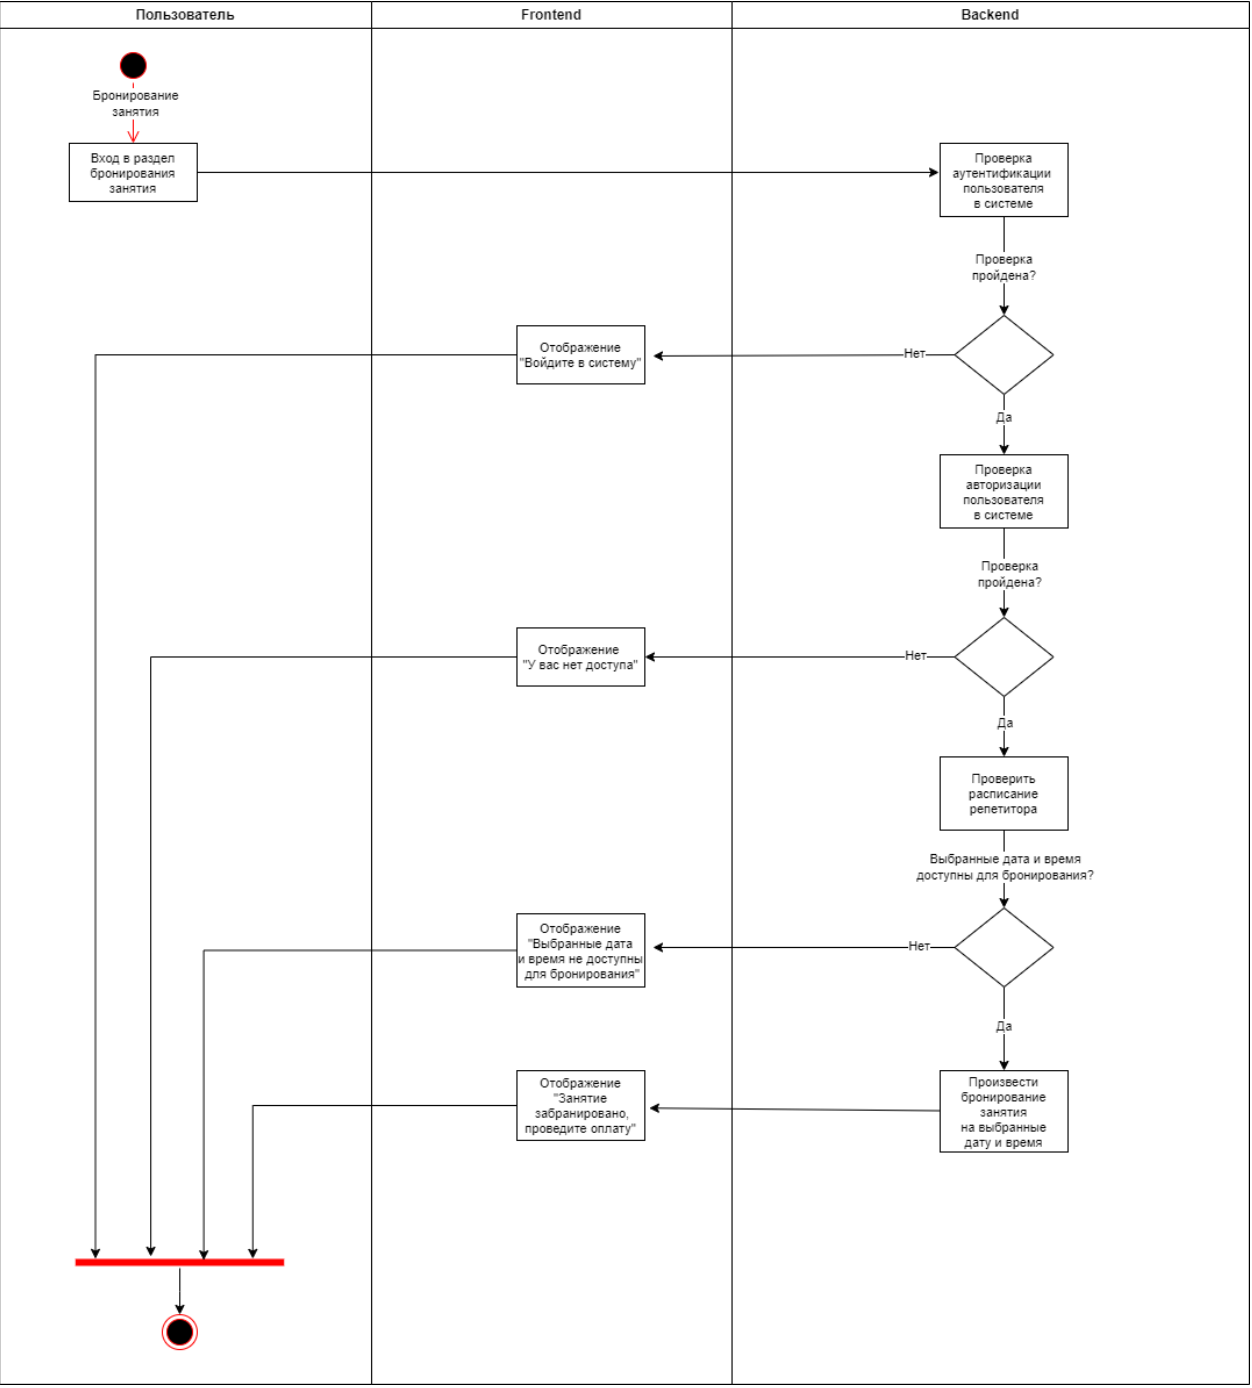 Пользователь
Frontend
Backend
Бронирование
занятия
Вход в раздел
бронирования
занятия
Проверка
аутентификации
пользователя
в системе
Проверка
пройдена?
Отображение
"Войдите в систему"
Нет
Да
Проверка
авторизации
пользователя
в системе
Проверка
пройдена?
Отображение
"У вас нет доступа"
Нет
Да
Проверить
расписание
репетитора
Выбранные дата и время
доступны для бронирования?
Отображение
"Выбранные дата
и время не доступны
для бронирования"
Нет
Да
Отображение
"Занятие
забранировано,
проведите оплату"
Произвести
бронирование
занятия
на выбранные
дату и время